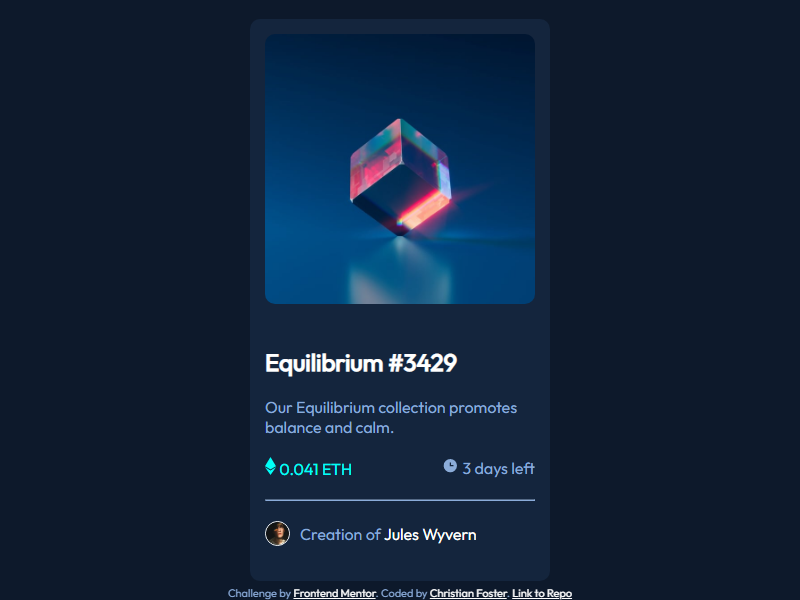 Equilibrium #3429
Our Equilibrium collection promotes
balance and calm.
0.041 ETH 3 days left
Creation of Jules Wyvern
Challenge by Frontend Mentor. Coded by Christian Foster. Link to Repo